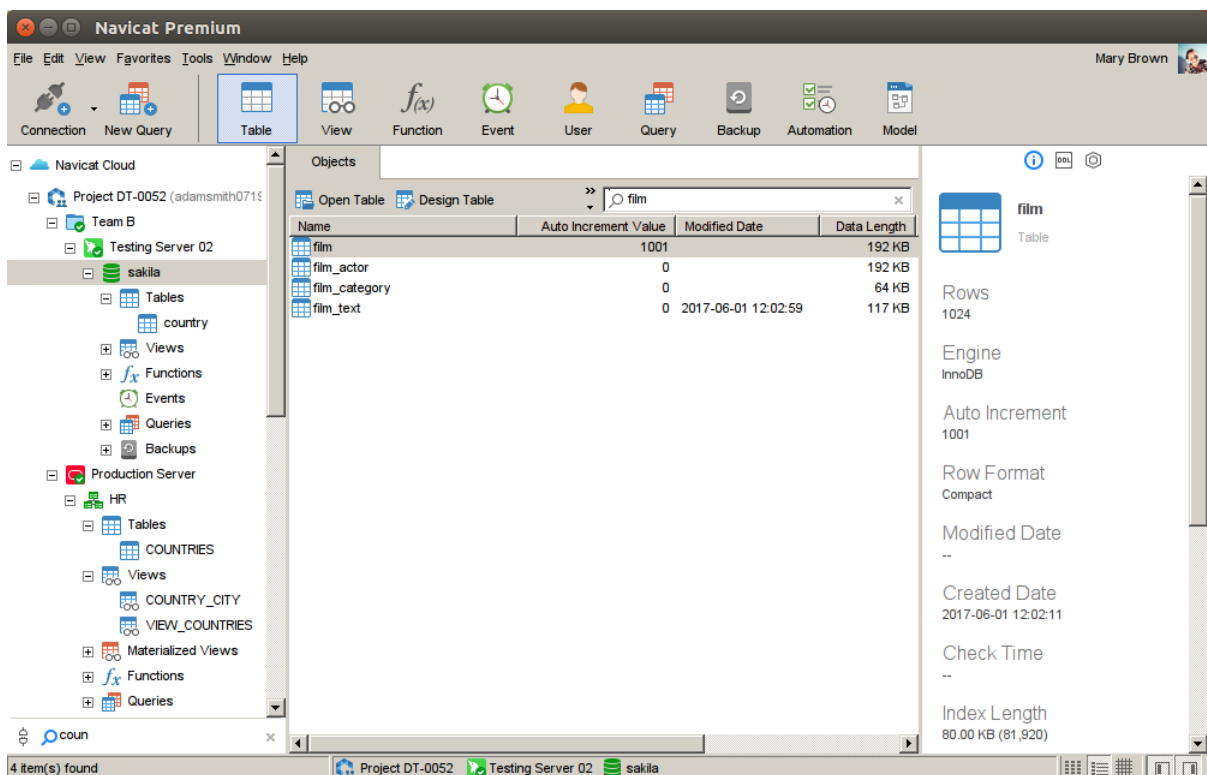 Navicat Premium
File Edit View Favorites Tools Window Help
Mary Brown
Connection New Query Table View Function Event User Query Backup Automation Model
Navicat Cloud
Project DT-0052 (adamsmith0719
Team B
Testing Server 02
sakila
Tables
country
Views
Functions
Events
Queries
Backups
Production Server
HR
Tables
COUNTRIES
Views
COUNTRY_CITY
VIEW_COUNTRIES
Materialized Views
Functions
Queries
coun
Objects
Open Table Design Table film
Name Auto Increment Value Modified Date Data Length
film 1001 192 KB
film_actor 0 192 KB
film_category 0 64 KB
film_text 0 2017-06-01 12:02:59 117 KB
DDL
film
Table
Rows
1024
Engine
InnoDB
Auto Increment
1001
Row Format
Compact
Modified Date
--
Created Date
2017-06-01 12:02:11
Check Time
--
Index Length
80.00 KB (81,920)
4 item(s) found Project DT-0052 Testing Server 02 sakila